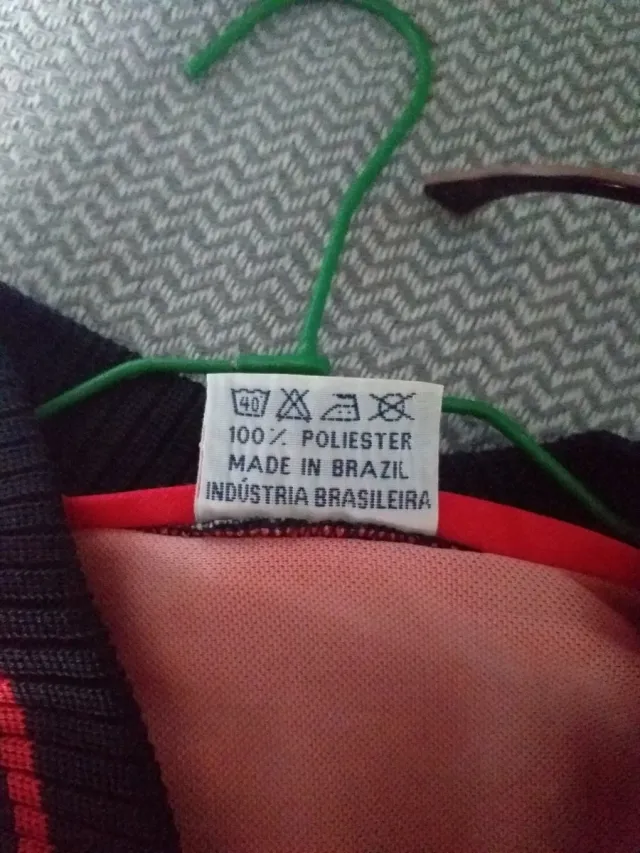 40
100% POLIESTER
MADE IN BRAZIL
INDÚSTRIA BRASILEIRA